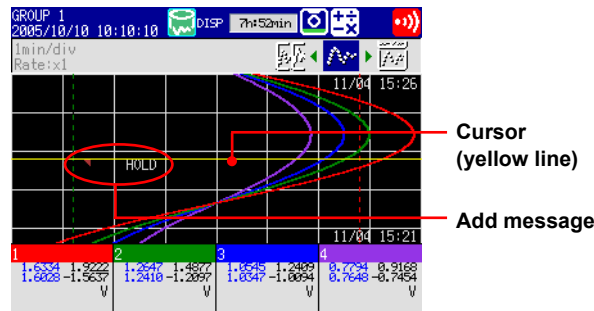 GROUP 1
2005/10/10 10:10:10
DISP
7h:52min
1min/div
Rate:x1
11/04 15:26
Cursor
(yellow line)
HOLD
Add message
11/04 15:21
1 2 3 4
1.6334 1.9222 1.2647 1.4877 1.0545 1.2409 0.7794 0.9168
1.6028 -1.5637 1.2410 -1.2097 1.0347 -1.0094 0.7648 -0.7454
V V V V